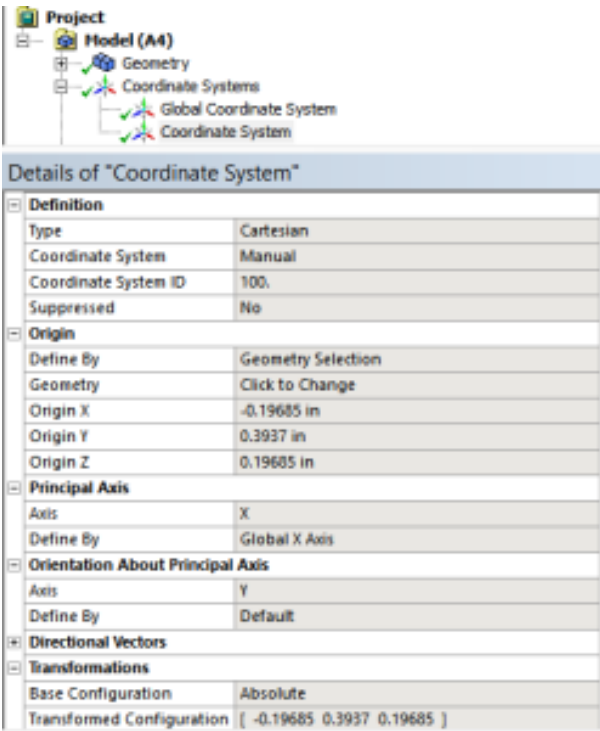 Project
Model (A4)
Geometry
Coordinate Systems
Global Coordinate System
Coordinate System
Details of "Coordinate System"
Definition
Type Cartesian
Coordinate System Manual
Coordinate System ID 100.
Suppressed No
Origin
Define By Geometry Selection
Geometry Click to Change
Origin X -0.19685 in
Origin Y 0.3937 in
Origin Z 0.19685 in
Principal Axis
Axis X
Define By Global X Axis
Orientation About Principal Axis
Axis Y
Define By Default
Directional Vectors
Transformations
Base Configuration Absolute
Transformed Configuration [ -0.19685 0.3937 0.19685 ]